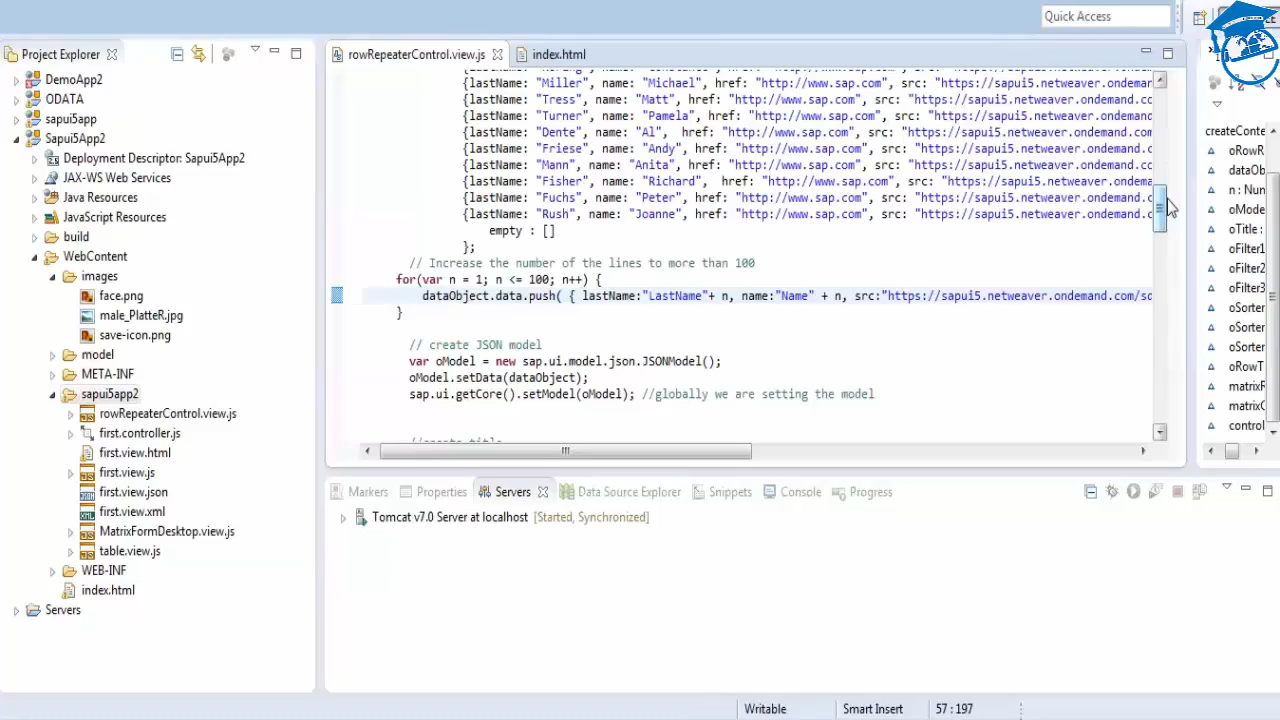 Quick Access
Project Explorer
DemoApp2
ODATA
sapui5app
Sapui5App2
Deployment Descriptor: Sapui5App2
JAX-WS Web Services
Java Resources
JavaScript Resources
build
WebContent
images
face.png
male_PlatteR.jpg
save-icon.png
model
META-INF
sapui5app2
rowRepeaterControl.view.js
first.controller.js
first.view.html
first.view.js
first.view.json
first.view.xml
MatrixFormDesktop.view.js
table.view.js
WEB-INF
index.html
Servers
rowRepeaterControl.view.js
index.html
{lastName: "Miller", name: "Michael", href: "http://www.sap.com", src: "https://sapui5.netweaver.ondemand
{lastName: "Tress", name: "Matt", href: "http://www.sap.com", src: "https://sapui5.netweaver.ondemand.com
{lastName: "Turner", name: "Pamela", href: "http://www.sap.com", src: "https://sapui5.netweaver.ondemand.
{lastName: "Dente", name: "Al", href: "http://www.sap.com", src: "https://sapui5.netweaver.ondemand.com
{lastName: "Friese", name: "Andy", href: "http://www.sap.com", src: "https://sapui5.netweaver.ondemand.co
{lastName: "Mann", name: "Anita", href: "http://www.sap.com", src: "https://sapui5.netweaver.ondemand.com
{lastName: "Fisher", name: "Richard", href: "http://www.sap.com", src: "https://sapui5.netweaver.ondeman
{lastName: "Fuchs", name: "Peter", href: "http://www.sap.com", src: "https://sapui5.netweaver.ondemand.co
{lastName: "Rush", name: "Joanne", href: "http://www.sap.com", src: "https://sapui5.netweaver.ondemand.co
empty : []
};
// Increase the number of the lines to more than 100
for(var n = 1; n <= 100; n++) {
dataObject.data.push( { lastName:"LastName"+ n, name:"Name" + n, src:"https://sapui5.netweaver.ondemand.com/sd
}
// create JSON model
var oModel = new sap.ui.model.json.JSONModel();
oModel.setData(dataObject);
sap.ui.getCore().setModel(oModel); //globally we are setting the model
//create title
createConte
oRowR
dataOb
n : Num
oMode
oTitle :
oFilter1
oFilter2
oFilter3
oSorter
oSorter
oSorter
oRowT
matrixR
matrixC
control
Markers
Properties
Servers
Data Source Explorer
Snippets
Console
Progress
Tomcat v7.0 Server at localhost [Started, Synchronized]
Writable
Smart Insert
57 : 197